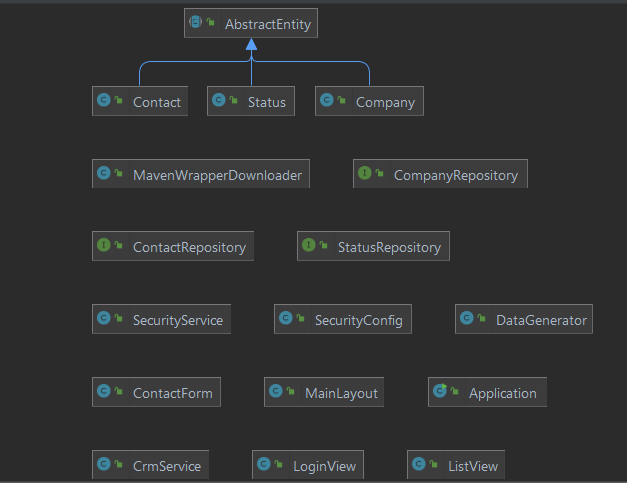 AbstractEntity
Contact Status Company
MavenWrapperDownloader CompanyRepository
ContactRepository StatusRepository
SecurityService SecurityConfig DataGenerator
ContactForm MainLayout Application
CrmService LoginView ListView